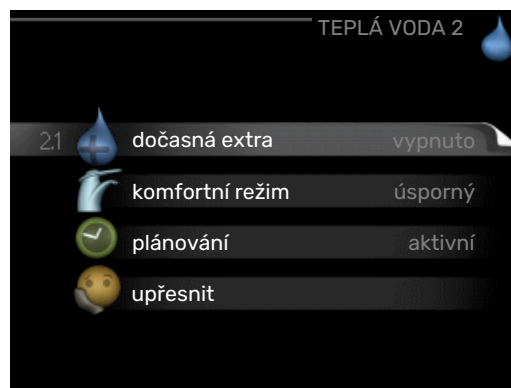 TEPLÁ VODA 2
2.1 dočasná extra vypnuto
komfortní režim úsporný
plánování aktivní
upřesnit